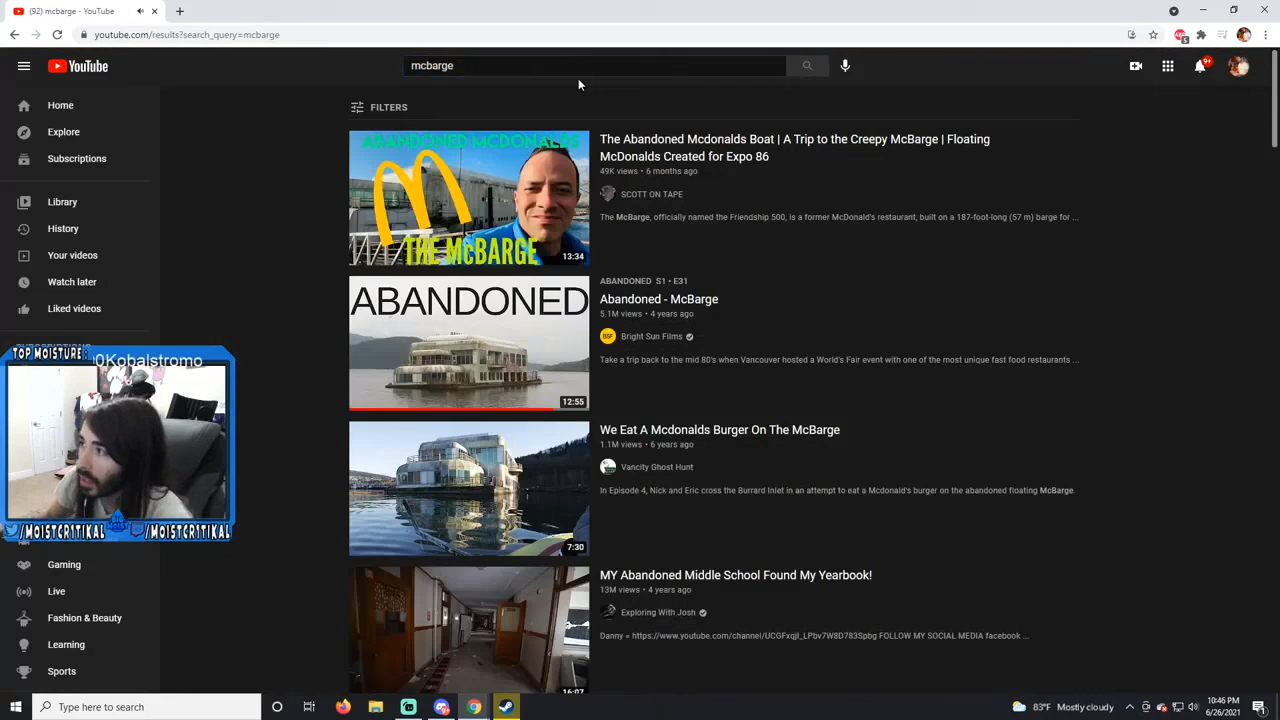 (92) mcbarge - YouTube
youtube.com/results?search_query=mcbarge
YouTube
mcbarge
9+
Home
Explore
Subscriptions
Library
History
Your videos
Watch later
Liked videos
FILTERS
ABANDONED MCDONALDS
THE McBARGE
13:34
The Abandoned Mcdonalds Boat | A Trip to the Creepy McBarge | Floating
McDonalds Created for Expo 86
49K views • 6 months ago
SCOTT ON TAPE
The McBarge, officially named the Friendship 500, is a former McDonald's restaurant, built on a 187-foot-long (57 m) barge for ...
ABANDONED
12:55
ABANDONED S1 • E31
Abandoned - McBarge
5.1M views • 4 years ago
BSF
Bright Sun Films
Take a trip back to the mid 80's when Vancouver hosted a World's Fair event with one of the most unique fast food restaurants ...
7:30
We Eat A Mcdonalds Burger On The McBarge
1.1M views • 6 years ago
Vancity Ghost Hunt
In Episode 4, Nick and Eric cross the Burrard Inlet in an attempt to eat a Mcdonald's burger on the abandoned floating McBarge.
16:07
MY Abandoned Middle School Found My Yearbook!
13M views • 4 years ago
Exploring With Josh
Danny = https://www.youtube.com/channel/UCGFxqjI_LPbv7W8D783Spbg FOLLOW MY SOCIAL MEDIA facebook ...
TOP MOISTURE:
Kobalstromo
/MOISTCR1TIKAL
BIG MOIST
/MOISTCR1TIKAL
Gaming
Live
Fashion & Beauty
Learning
Sports
Type here to search
83°F Mostly cloudy
10:46 PM
6/26/2021